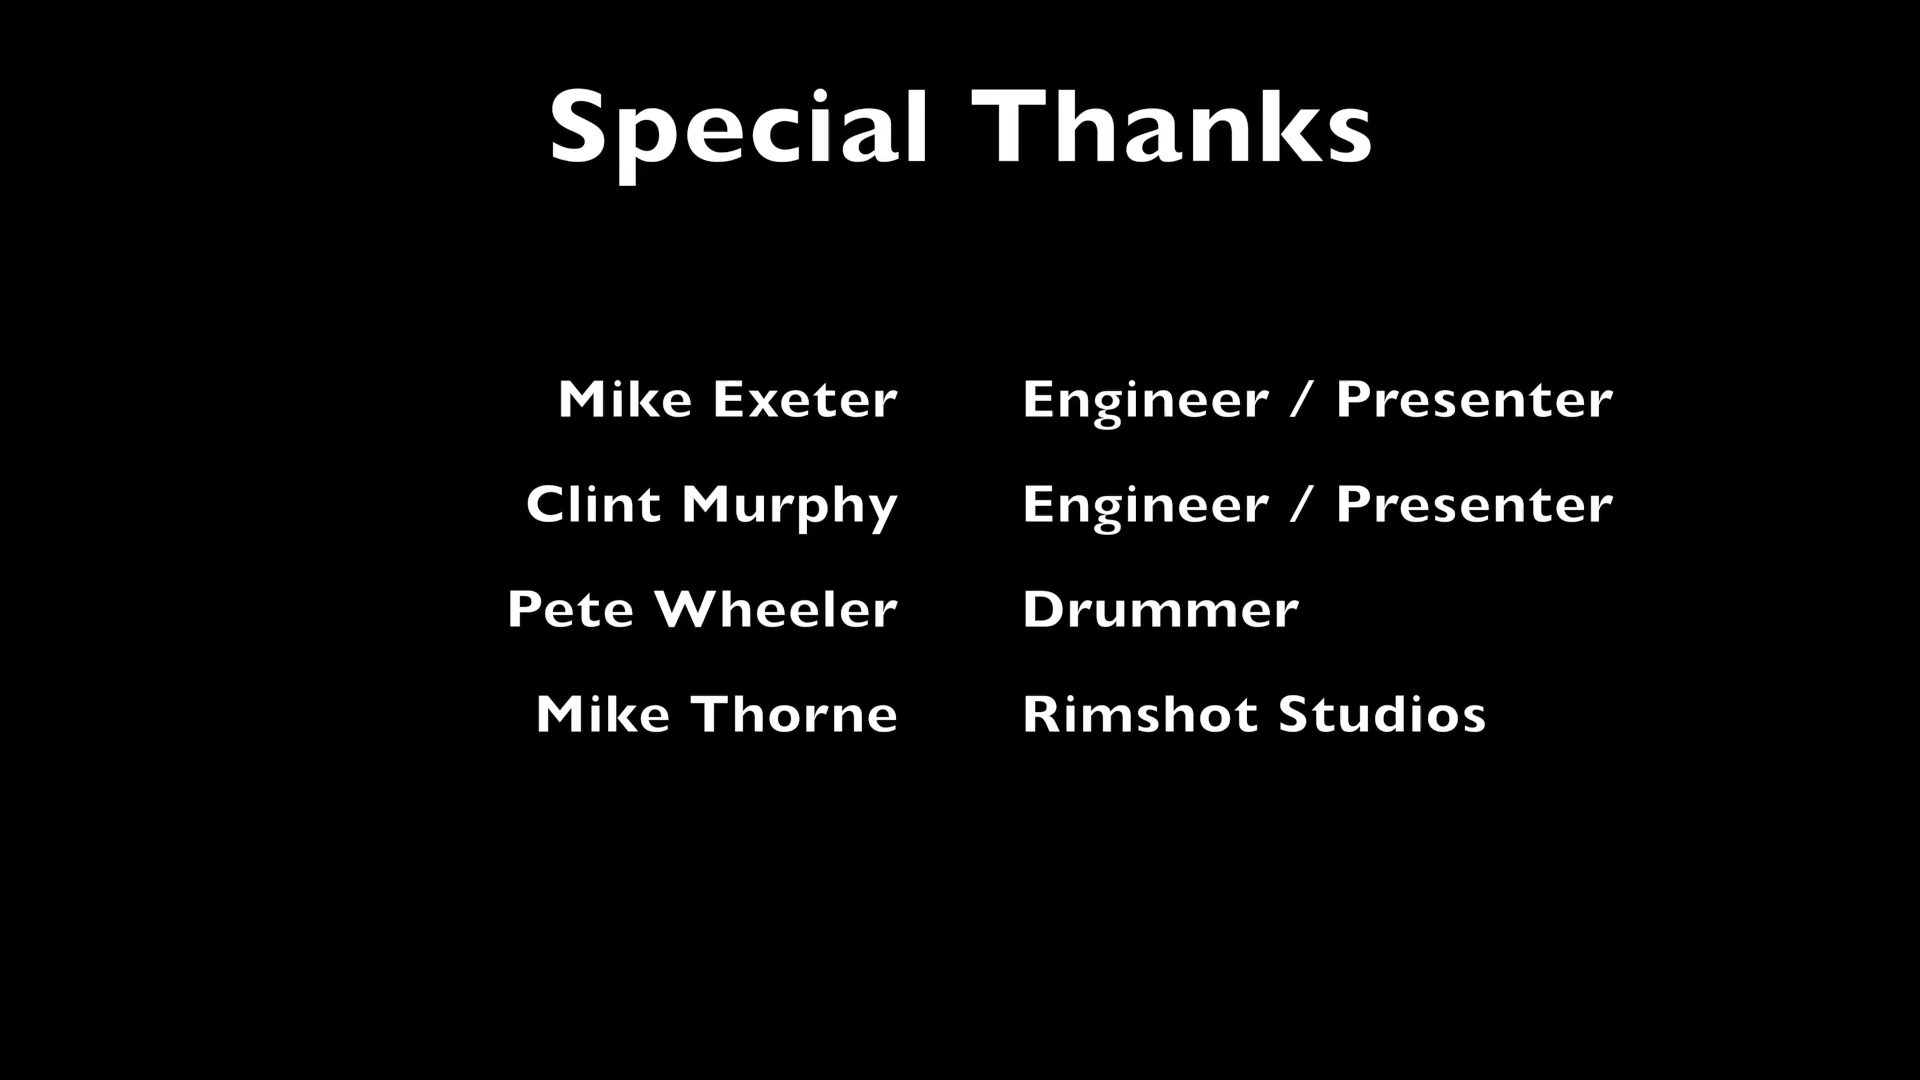 Special Thanks
Mike Exeter Engineer / Presenter
Clint Murphy Engineer / Presenter
Pete Wheeler Drummer
Mike Thorne Rimshot Studios